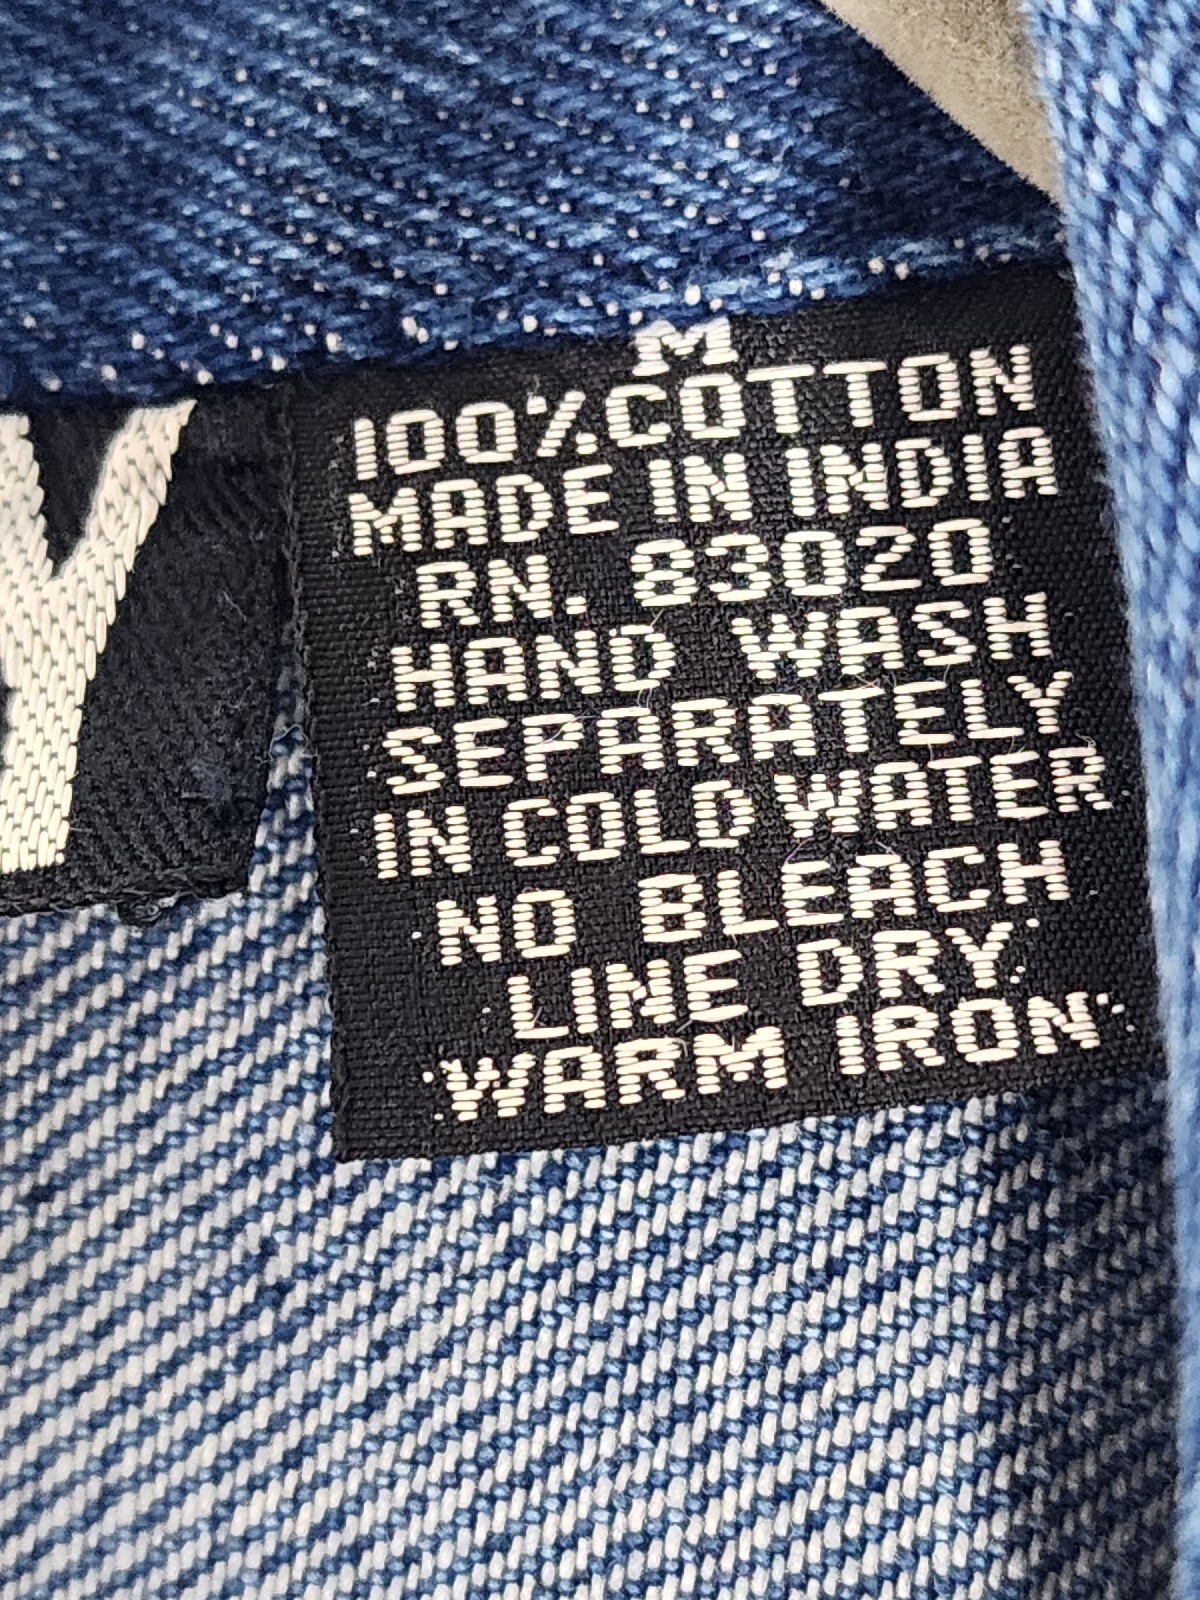 Y
M
100%COTTON
MADE IN INDIA
RN. 83020
HAND WASH
SEPARATELY
IN COLD WATER
NO BLEACH
LINE DRY
WARM IRON